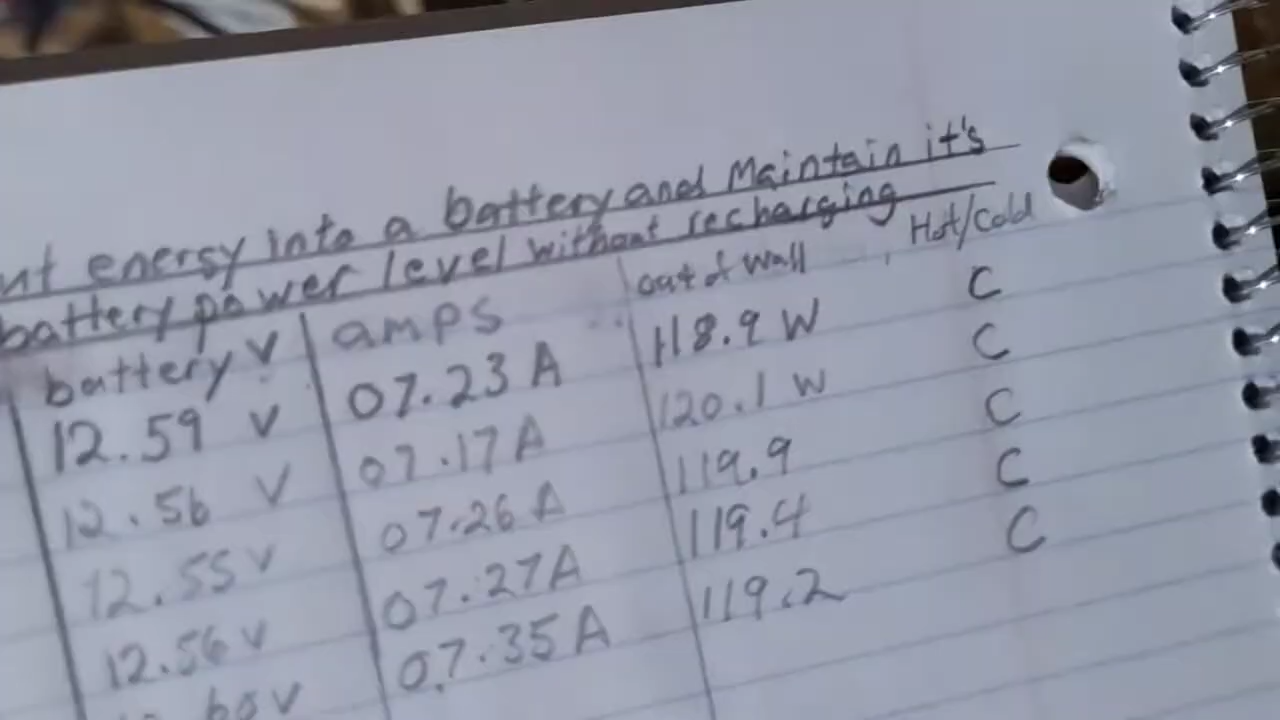 energy into a battery and Maintain it's
battery power level without recharging
battery V amps out of wall Hot/Cold
12.59 V 07.23 A 118.9 W C
12.56 V 07.17 A 120.1 W C
12.55 V 07.26 A 119.9 C
12.56 V 07.27 A 119.4 C
07.35 A 119.2 C